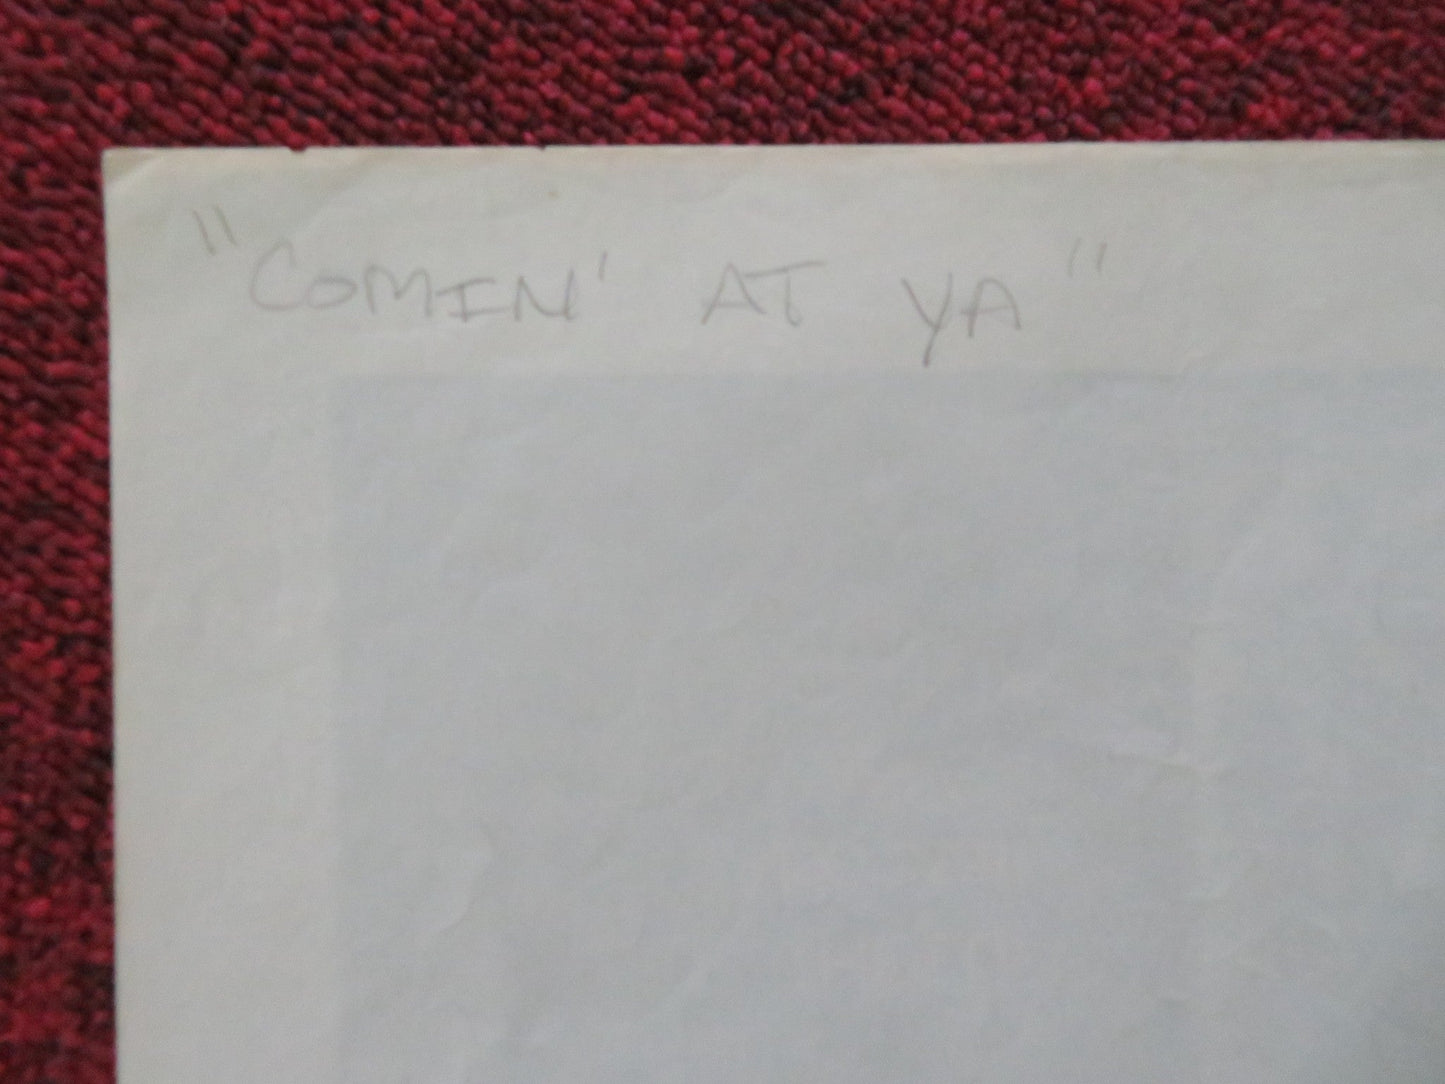 "COMIN' AT YA"